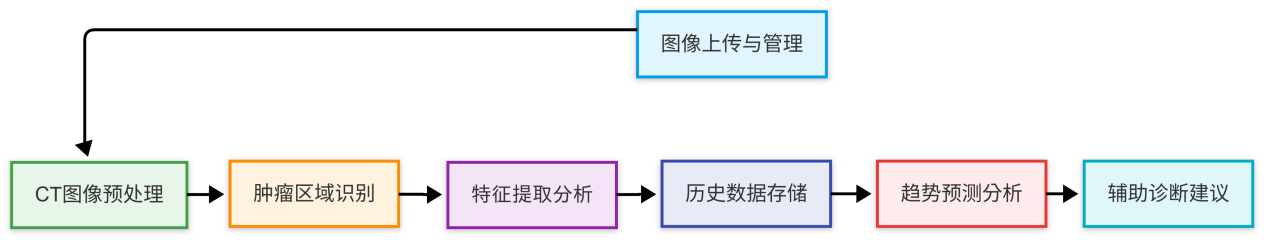 图像上传与管理
CT图像预处理
肿瘤区域识别
特征提取分析
历史数据存储
趋势预测分析
辅助诊断建议